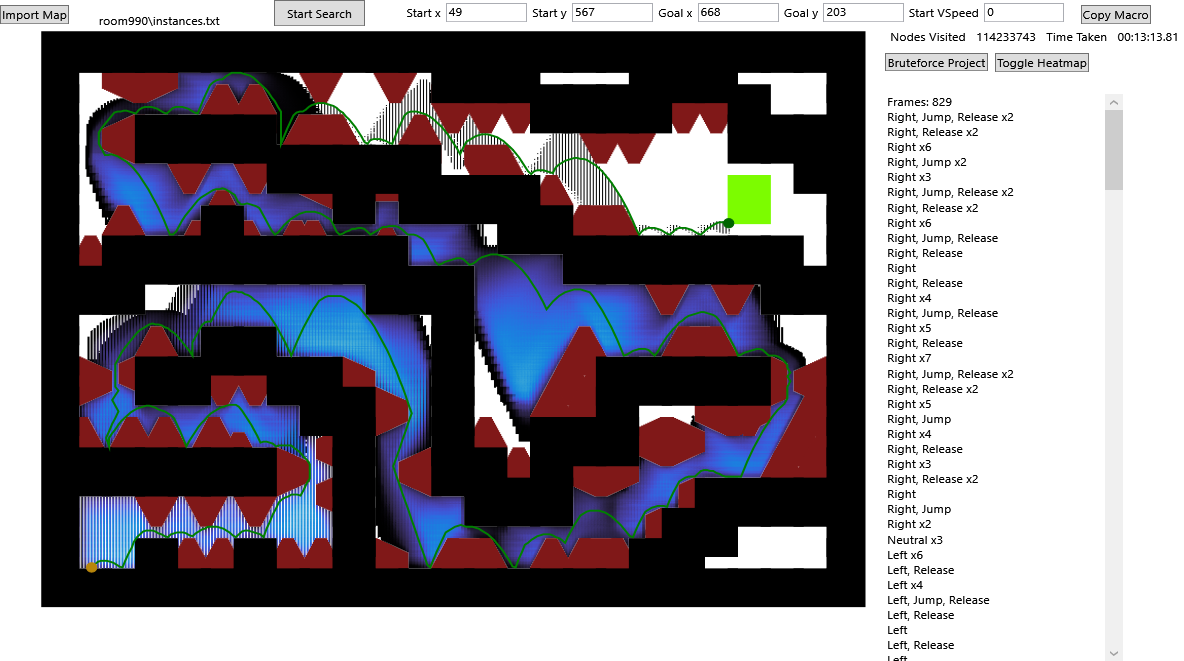 Import Map
room990\instances.txt
Start Search
Start x 49 Start y 567 Goal x 668 Goal y 203 Start VSpeed 0
Copy Macro
Nodes Visited 114233743 Time Taken 00:13:13.81
Bruteforce Project Toggle Heatmap
Frames: 829
Right, Jump, Release x2
Right, Release x2
Right x6
Right, Jump x2
Right x3
Right, Jump, Release x2
Right, Release x2
Right x6
Right, Jump, Release
Right, Release
Right
Right, Release
Right x4
Right, Jump, Release
Right x5
Right, Release
Right x7
Right, Jump, Release x2
Right, Release x2
Right x5
Right, Jump
Right x4
Right, Release
Right x3
Right, Release x2
Right
Right, Jump
Right x2
Neutral x3
Left x6
Left, Release
Left x4
Left, Jump, Release
Left, Release
Left
Left, Release
Left